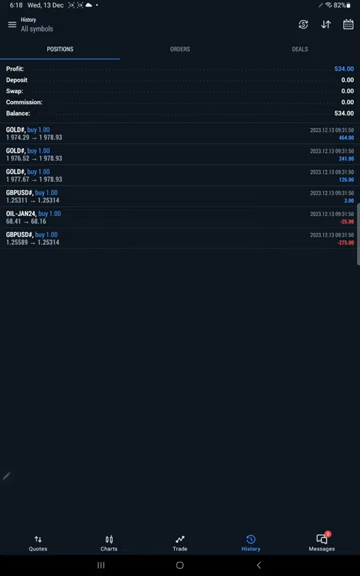 6:18 Wed, 13 Dec 82%
History
All symbols
POSITIONS ORDERS DEALS
Profit: 534.00
Deposit 0.00
Swap: 0.00
Commission: 0.00
Balance: 534.00
GOLD#, buy 1.00 2023.12.13 09:31:50
1 974.29 → 1 978.93 464.00
GOLD#, buy 1.00 2023.12.13 09:31:50
1 976.52 → 1 978.93 241.00
GOLD#, buy 1.00 2023.12.13 09:31:50
1 977.67 → 1 978.93 126.00
GBPUSD#, buy 1.00 2023.12.13 09:31:50
1.25311 → 1.25314 3.00
OIL-JAN24, buy 1.00 2023.12.13 09:31:50
68.41 → 68.16 -25.00
GBPUSD#, buy 1.00 2023.12.13 09:31:50
1.25589 → 1.25314 -275.00
Quotes Charts Trade History Messages